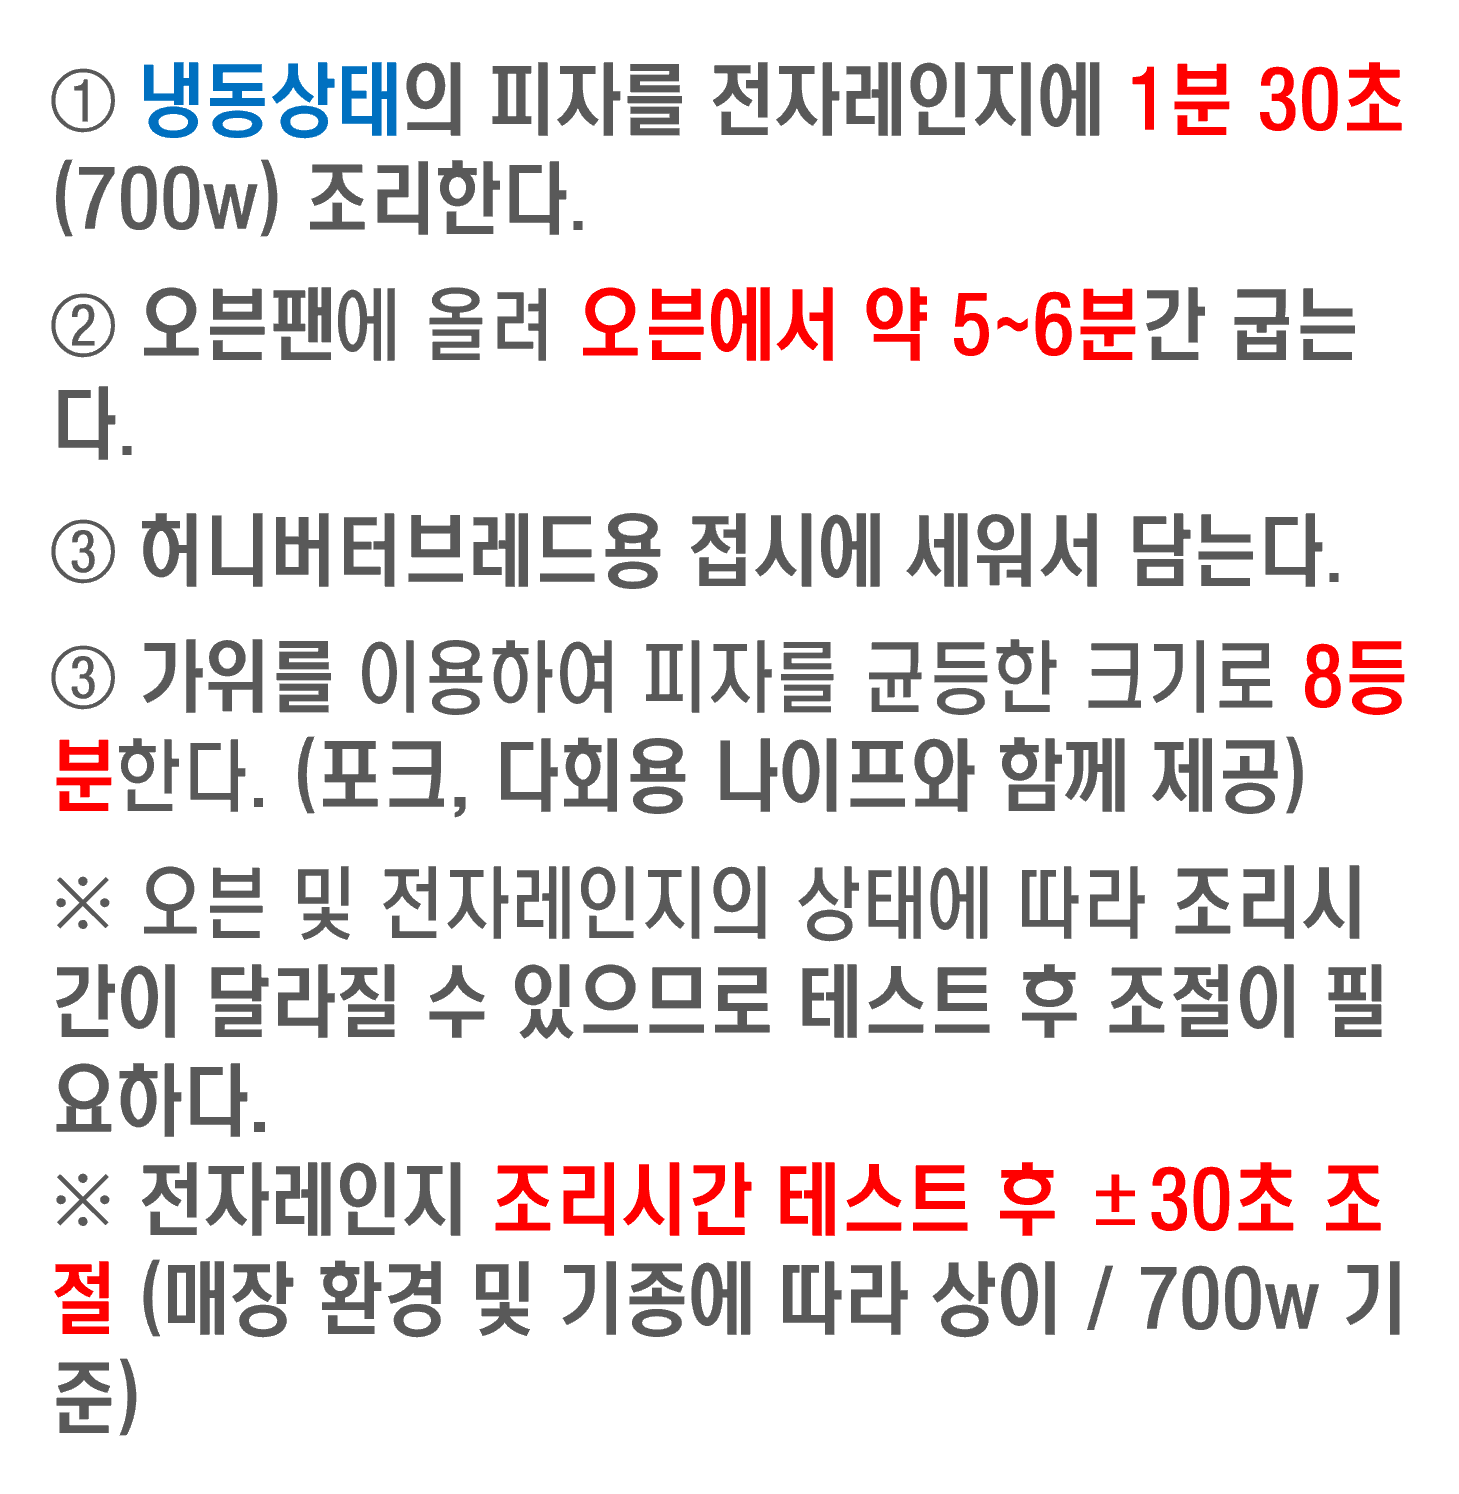 ① 냉동상태의 피자를 전자레인지에 1분 30초
(700w) 조리한다.
② 오븐팬에 올려 오븐에서 약 5~6분간 굽는
다.
③ 허니버터브레드용 접시에 세워서 담는다.
③ 가위를 이용하여 피자를 균등한 크기로 8등
분한다. (포크, 다회용 나이프와 함께 제공)
※ 오븐 및 전자레인지의 상태에 따라 조리시
간이 달라질 수 있으므로 테스트 후 조절이 필
요하다.
※ 전자레인지 조리시간 테스트 후 ±30초 조
절 (매장 환경 및 기종에 따라 상이 / 700w 기
준)